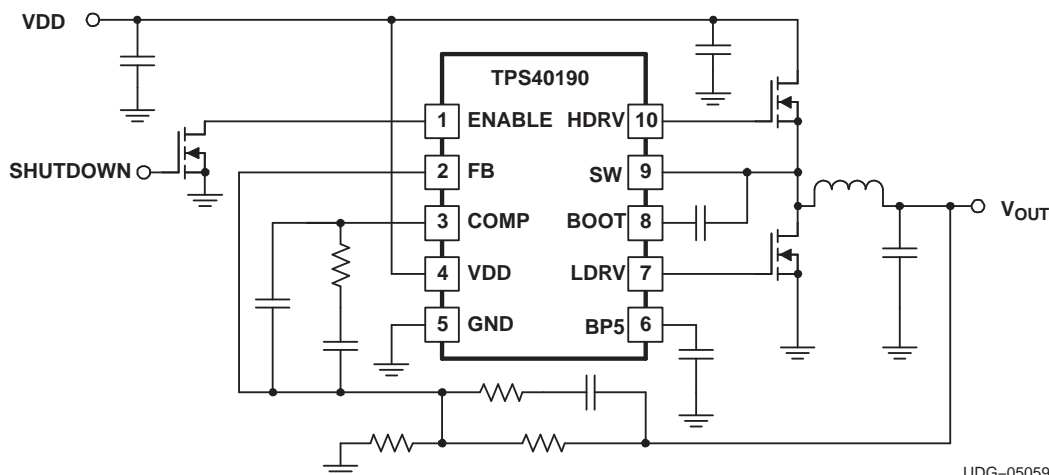 VDD
TPS40190
1 ENABLE HDRV 10
SHUTDOWN
2 FB SW 9
3 COMP BOOT 8
VOUT
4 VDD LDRV 7
5 GND BP5 6
UDG–05059